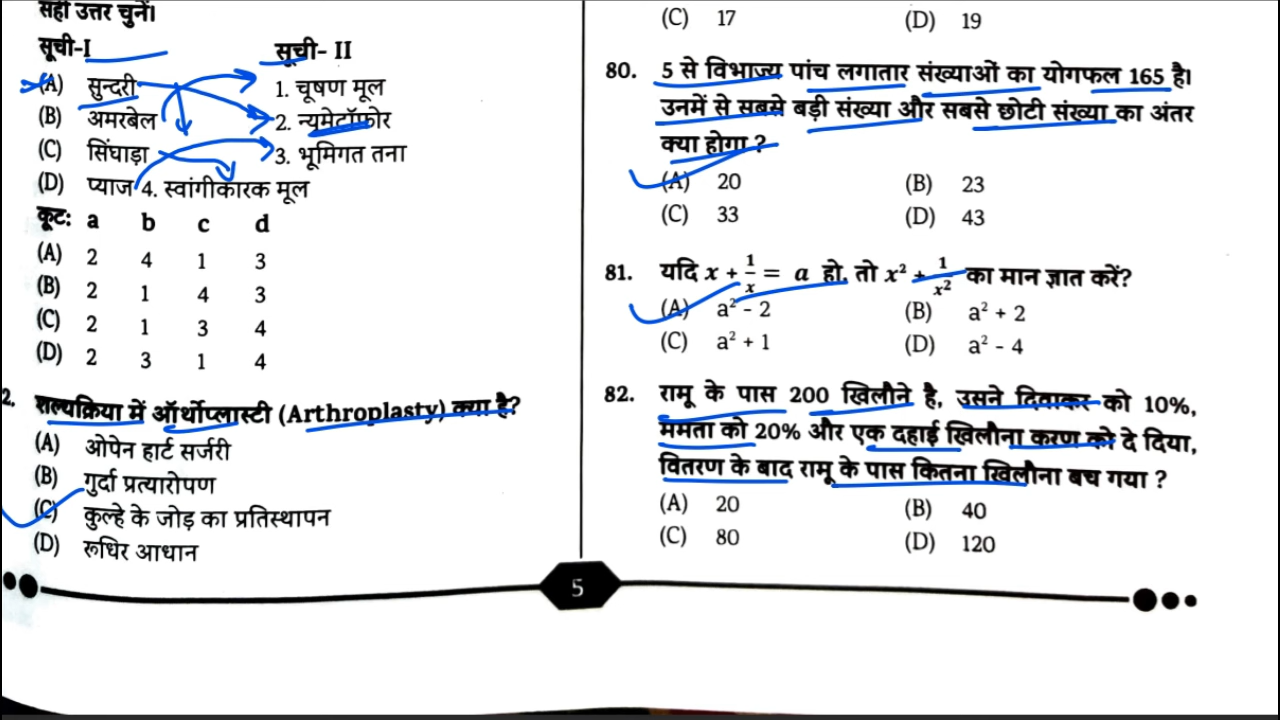 सही उत्तर चुनें।
सूची-I सूची- II
(A) सुन्दरी 1. चूषण मूल
(B) अमरबेल 2. न्यूमेटॉफोर
(C) सिंघाड़ा 3. भूमिगत तना
(D) प्याज 4. स्वांगीकारक मूल
कूट: a b c d
(A) 2 4 1 3
(B) 2 1 4 3
(C) 2 1 3 4
(D) 2 3 1 4
2. शल्यक्रिया में ऑर्थोप्लास्टी (Arthroplasty) क्या है?
(A) ओपेन हार्ट सर्जरी
(B) गुर्दा प्रत्यारोपण
(C) कुल्हे के जोड़ का प्रतिस्थापन
(D) रूधिर आधान
(C) 17 (D) 19
80. 5 से विभाज्य पांच लगातार संख्याओं का योगफल 165 है।
उनमें से सबसे बड़ी संख्या और सबसे छोटी संख्या का अंतर
क्या होगा ?
(A) 20 (B) 23
(C) 33 (D) 43
81. यदि x + 1/x = a हो, तो x² + 1/x² का मान ज्ञात करें?
(A) a² - 2 (B) a² + 2
(C) a² + 1 (D) a² - 4
82. रामू के पास 200 खिलौने है, उसने दिवाकर को 10%,
ममता को 20% और एक दहाई खिलौना करण को दे दिया,
वितरण के बाद रामू के पास कितना खिलौना बच गया ?
(A) 20 (B) 40
(C) 80 (D) 120
5